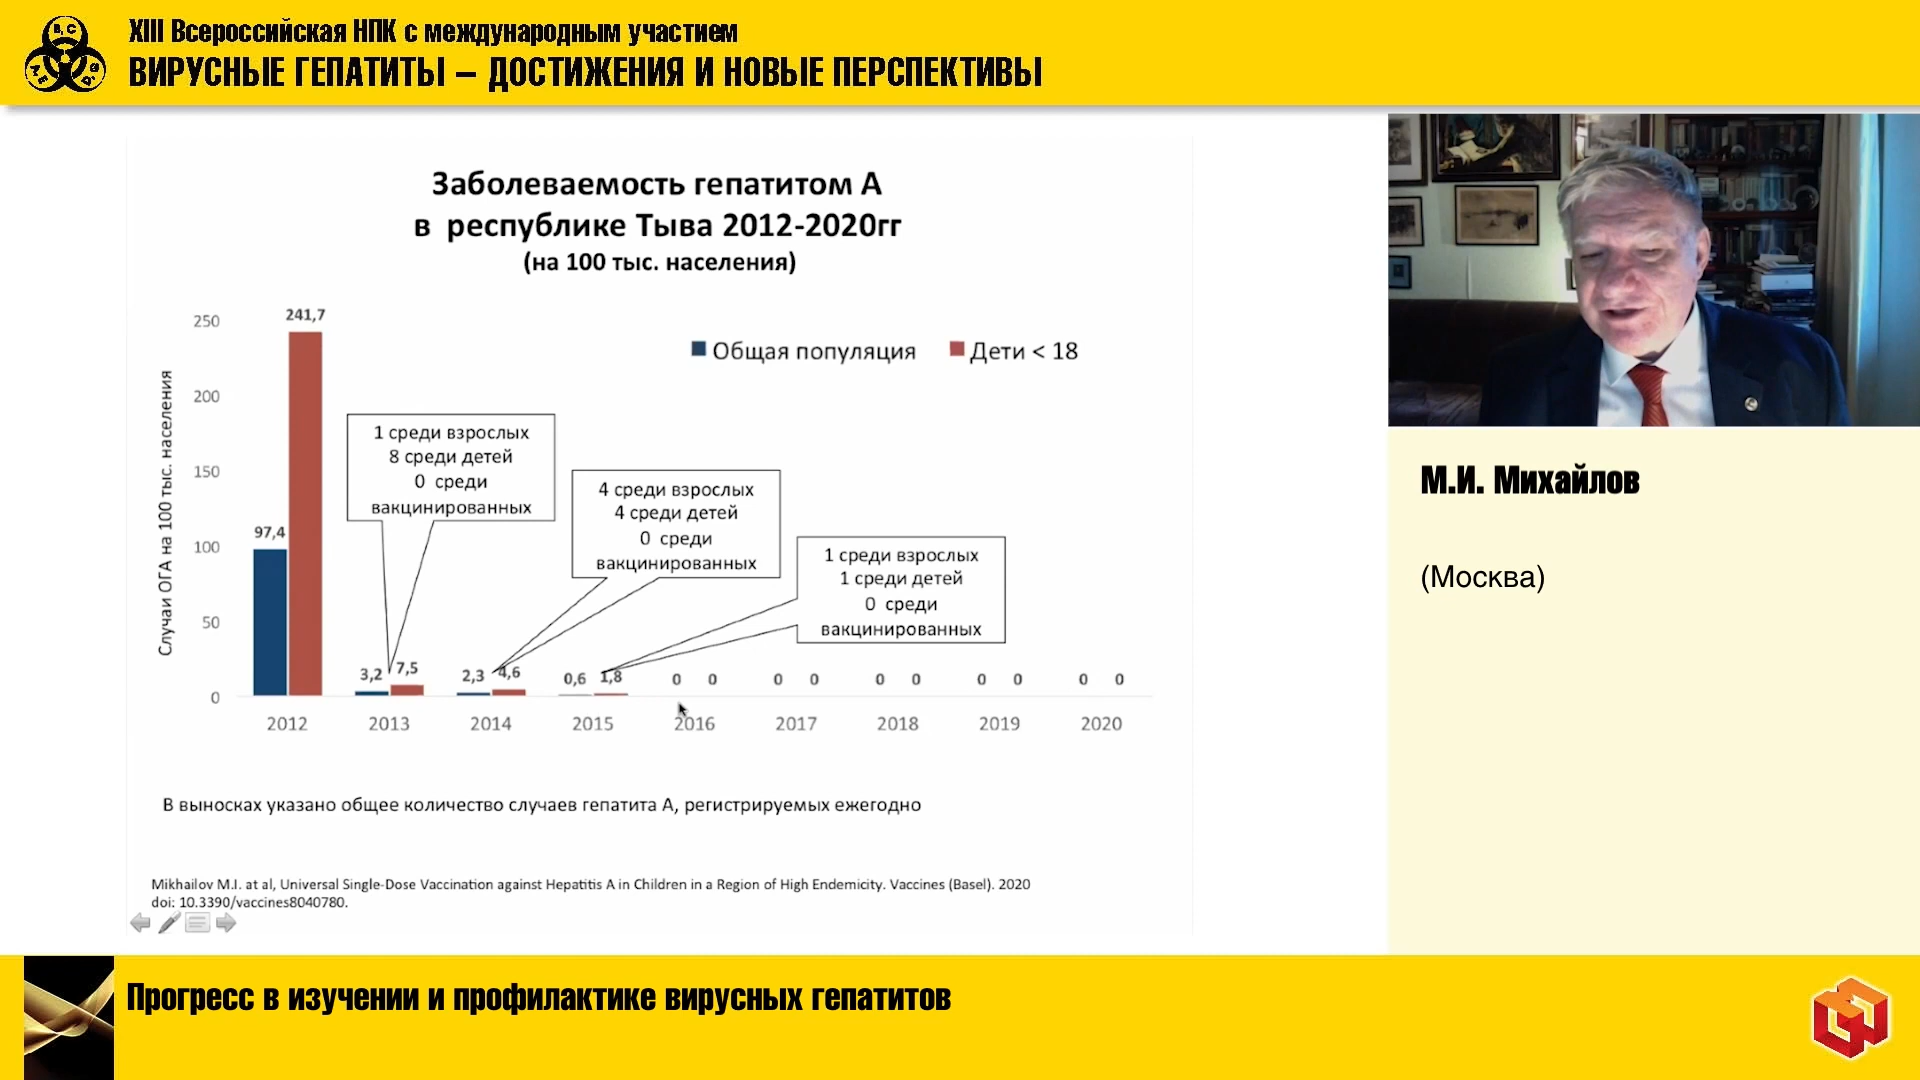 XIII Всероссийская НПК с международным участием
ВИРУСНЫЕ ГЕПАТИТЫ – ДОСТИЖЕНИЯ И НОВЫЕ ПЕРСПЕКТИВЫ
B, C
Заболеваемость гепатитом А
в республике Тыва 2012-2020гг
(на 100 тыс. населения)
Общая популяция
Дети < 18
Случаи ОГА на 100 тыс. населения
250
200
150
100
50
0
97,4
241,7
3,2
7,5
2,3
4,6
0,6
1,8
0 0
0 0
0 0
0 0
0 0
1 среди взрослых
8 среди детей
0 среди
вакцинированных
4 среди взрослых
4 среди детей
0 среди
вакцинированных
1 среди взрослых
1 среди детей
0 среди
вакцинированных
2012 2013 2014 2015 2016 2017 2018 2019 2020
В выносках указано общее количество случаев гепатита А, регистрируемых ежегодно
Mikhailov M.I. at al, Universal Single-Dose Vaccination against Hepatitis A in Children in a Region of High Endemicity. Vaccines (Basel). 2020
doi: 10.3390/vaccines8040780.
М.И. Михайлов
(Москва)
Прогресс в изучении и профилактике вирусных гепатитов